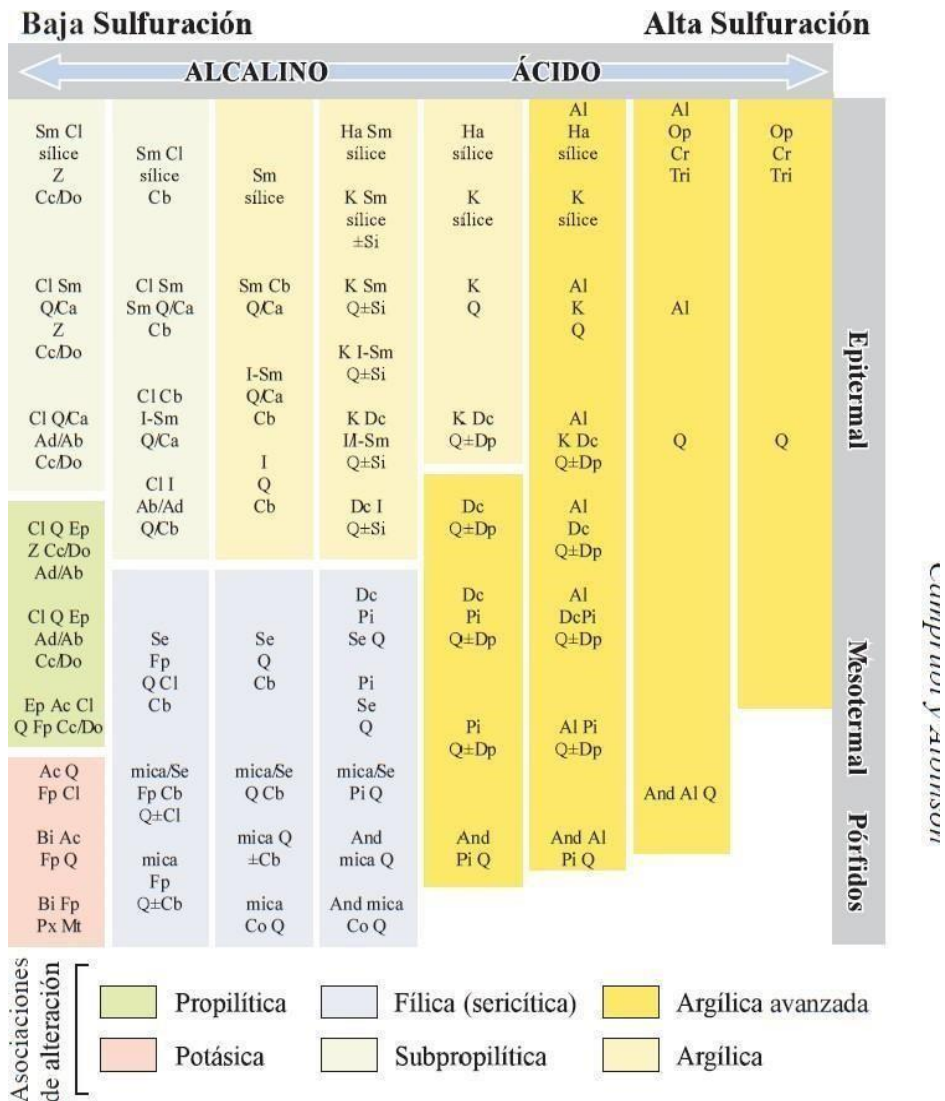 Baja Sulfuración
Alta Sulfuración
ALCALINO
ÁCIDO
Sm Cl
sílice
Z
Cc/Do
Cl Sm
Q/Ca
Z
Cc/Do
Cl Q/Ca
Ad/Ab
Cc/Do
Cl Q Ep
Z Cc/Do
Ad/Ab
Cl Q Ep
Ad/Ab
Cc/Do
Ep Ac Cl
Q Fp Cc/Do
Ac Q
Fp Cl
Bi Ac
Fp Q
Bi Fp
Px Mt
Sm Cl
sílice
Cb
Cl Sm
Sm Q/Ca
Cb
Cl Cb
I-Sm
Q/Ca
Cl I
Ab/Ad
Q/Cb
Se
Fp
Q Cl
Cb
mica/Se
Fp Cb
Q±Cl
mica
Fp
Q±Cb
Sm
sílice
Sm Cb
Q/Ca
I-Sm
Q/Ca
Cb
I
Q
Cb
Se
Q
Cb
mica/Se
Q Cb
mica Q
±Cb
mica
Co Q
Ha Sm
sílice
K Sm
sílice
±Si
K Sm
Q±Si
K I-Sm
Q±Si
K Dc
I/I-Sm
Q±Si
Dc I
Q±Si
Dc
Pi
Se Q
Pi
Se
Q
mica/Se
Pi Q
And
mica Q
And mica
Co Q
Ha
sílice
K
sílice
K
Q
K Dc
Q±Dp
Dc
Q±Dp
Dc
Pi
Q±Dp
Pi
Q±Dp
And
Pi Q
Al
Ha
sílice
K
sílice
Al
K
Q
Al
K Dc
Q±Dp
Al
Dc
Q±Dp
Al
DcPi
Q±Dp
Al Pi
Q±Dp
And Al
Pi Q
Al
Op
Cr
Tri
Al
Q
And Al Q
Op
Cr
Tri
Q
Epitermal
Mesotermal
Pórfidos
Asociaciones
de alteración
Propilítica
Fílica (sericítica)
Argílica avanzada
Potásica
Subpropilítica
Argílica